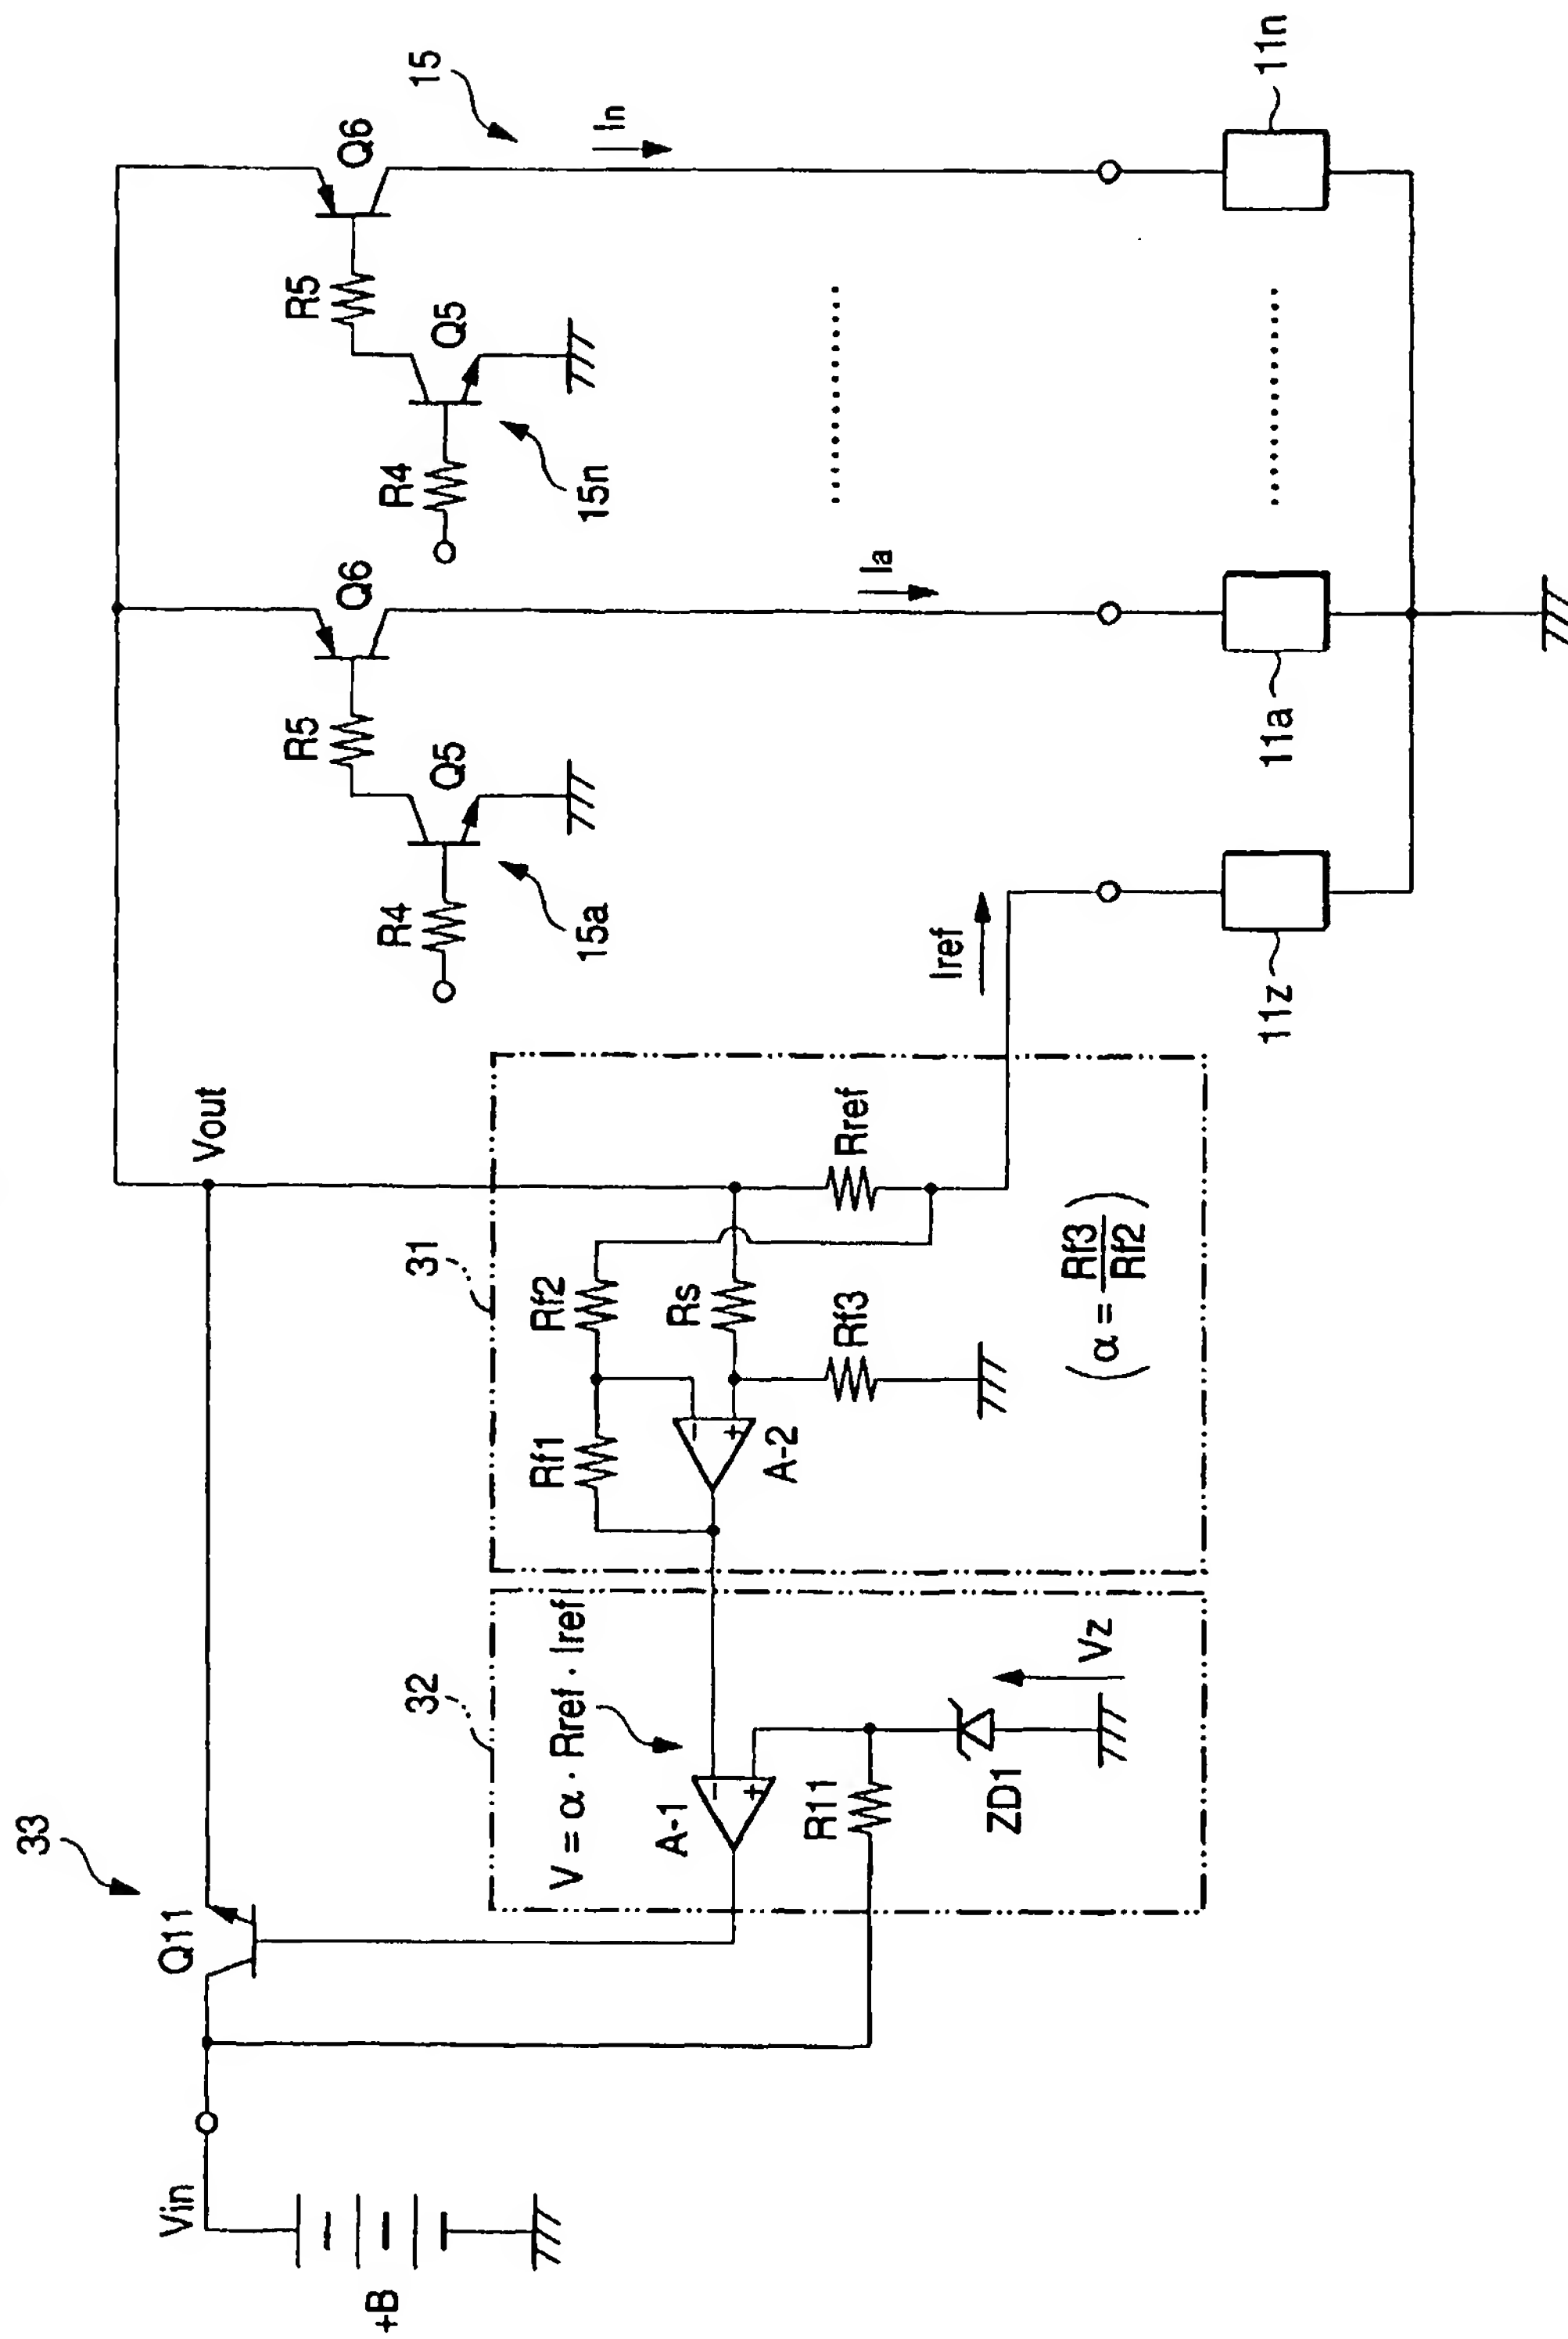 +B
Vin
33
Q11
Vout
32
V = α · Rref · Iref
A-1
−
+
R11
ZD1
Vz
31
Rf1
Rf2
Rs
−
+
A-2
Rf3
Rref
(α = Rf3
Rf2)
Iref
11z
R4
15a
Q5
R5
Q6
Ia
11a
R4
15n
Q5
R5
Q6
15
In
11n